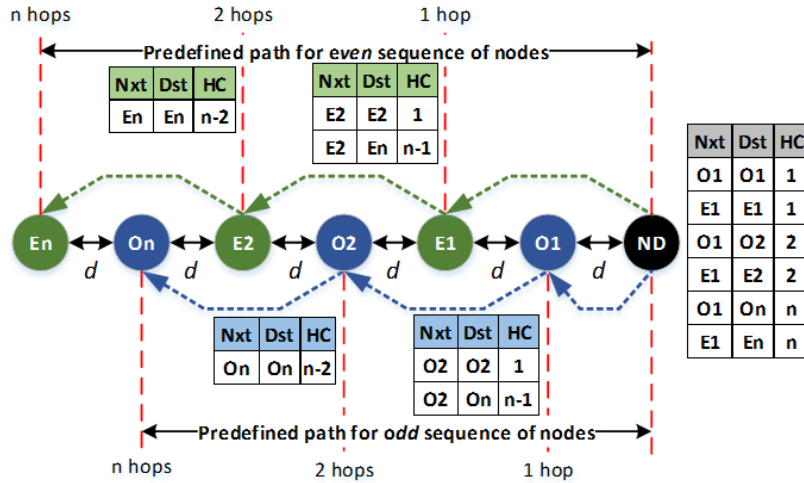 n hops 2 hops 1 hop
Predefined path for even sequence of nodes
Nxt Dst HC
En En n-2
Nxt Dst HC
E2 E2 1
E2 En n-1
Nxt Dst HC
O1 O1 1
E1 E1 1
O1 O2 2
E1 E2 2
O1 On n
E1 En n
En On E2 O2 E1 O1 ND
d d d d d d
Nxt Dst HC
On On n-2
Nxt Dst HC
O2 O2 1
O2 On n-1
Predefined path for odd sequence of nodes
n hops 2 hops 1 hop